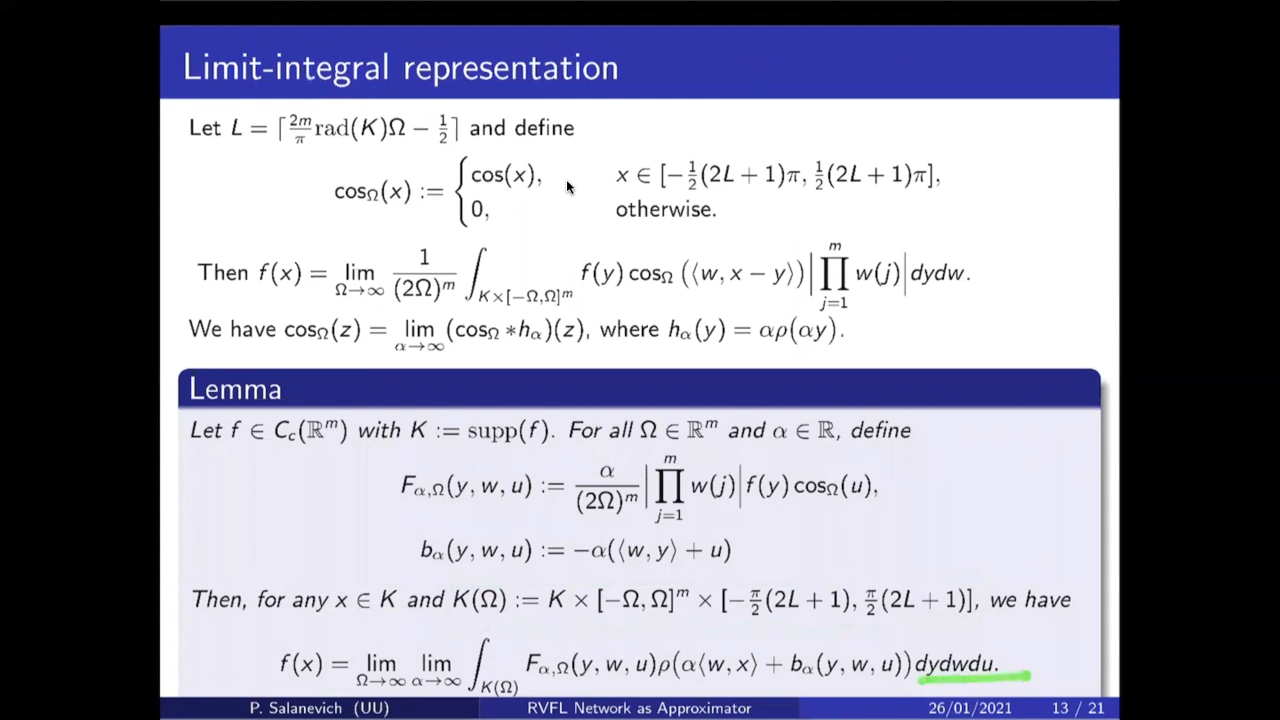 Limit-integral representation
Let L = ⌈2m/π rad(K)Ω − 1/2⌉ and define
cos_Ω(x) := { cos(x), x ∈ [−1/2(2L + 1)π, 1/2(2L + 1)π],
0, otherwise.
Then f(x) = lim_{Ω→∞} 1/(2Ω)^m ∫_{K×[−Ω,Ω]^m} f(y) cos_Ω (⟨w, x − y⟩) |∏_{j=1}^m w(j)| dydw.
We have cos_Ω(z) = lim_{α→∞} (cos_Ω *h_α)(z), where h_α(y) = αρ(αy).
Lemma
Let f ∈ C_c(ℝ^m) with K := supp(f). For all Ω ∈ ℝ^m and α ∈ ℝ, define
F_{α,Ω}(y, w, u) := α/(2Ω)^m |∏_{j=1}^m w(j)| f(y) cos_Ω(u),
b_α(y, w, u) := −α(⟨w, y⟩ + u)
Then, for any x ∈ K and K(Ω) := K × [−Ω, Ω]^m × [−π/2(2L + 1), π/2(2L + 1)], we have
f(x) = lim_{Ω→∞} lim_{α→∞} ∫_{K(Ω)} F_{α,Ω}(y, w, u)ρ(α⟨w, x⟩ + b_α(y, w, u)) dydwdu.
P. Salanevich (UU) RVFL Network as Approximator 26/01/2021 13 / 21